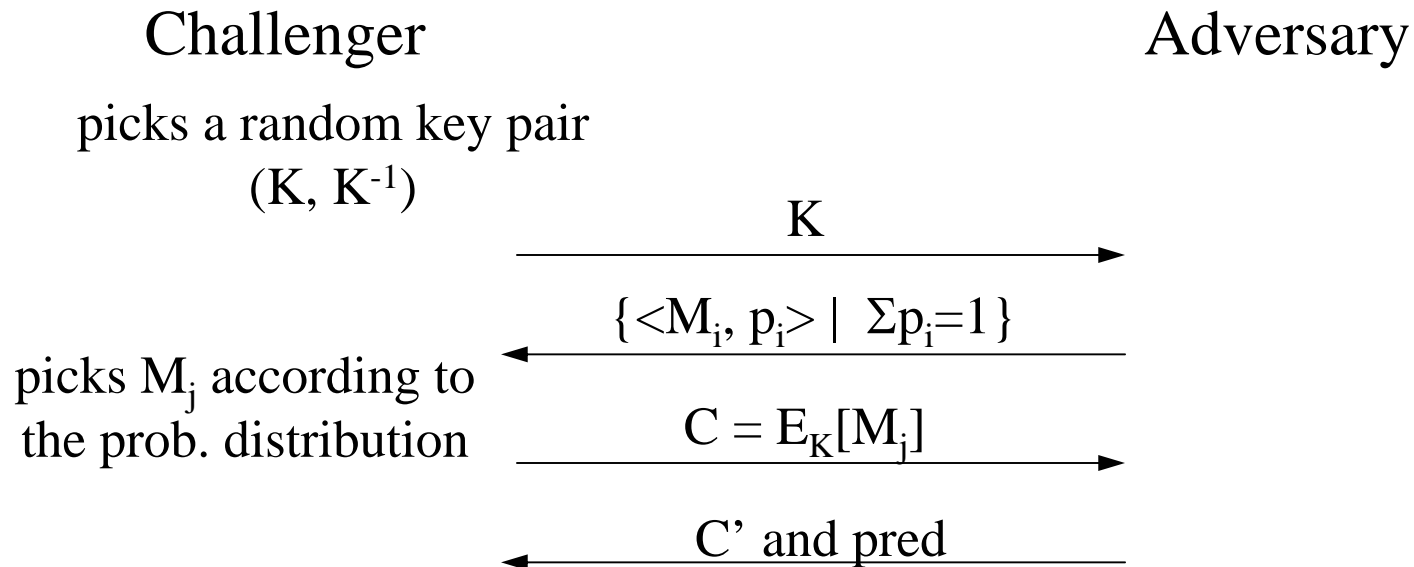 Challenger
Adversary
picks a random key pair
(K, K⁻¹)
K
{<Mᵢ, pᵢ> | Σpᵢ=1}
picks Mⱼ according to
the prob. distribution
C = E_K[Mⱼ]
C’ and pred